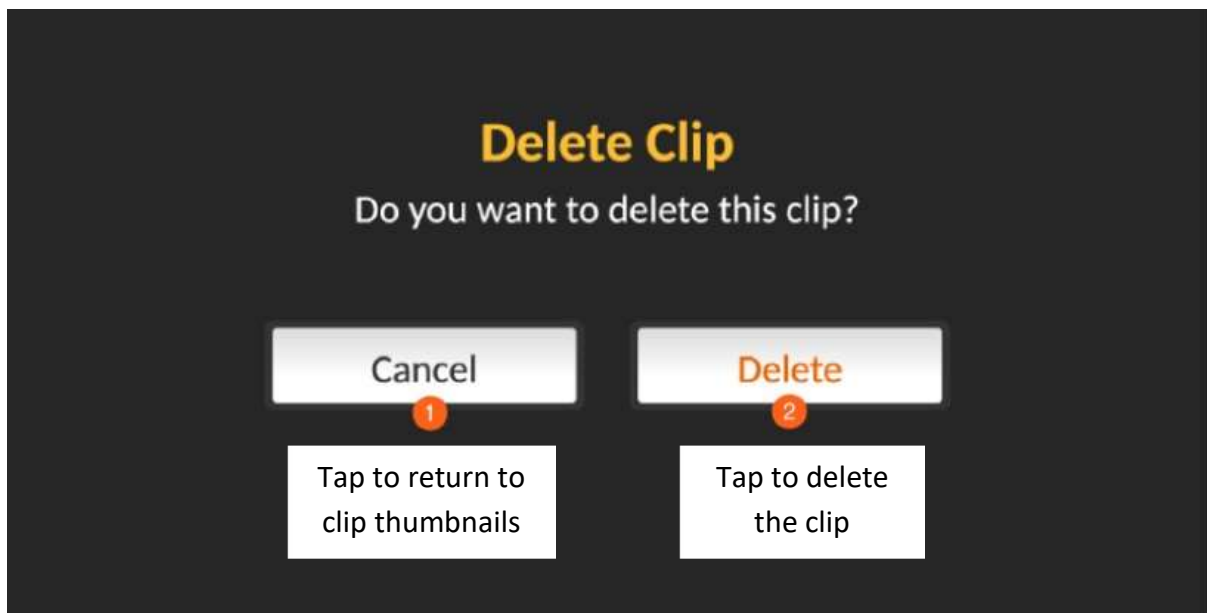 Delete Clip
Do you want to delete this clip?
Cancel
Delete
1
2
Tap to return to
clip thumbnails
Tap to delete
the clip